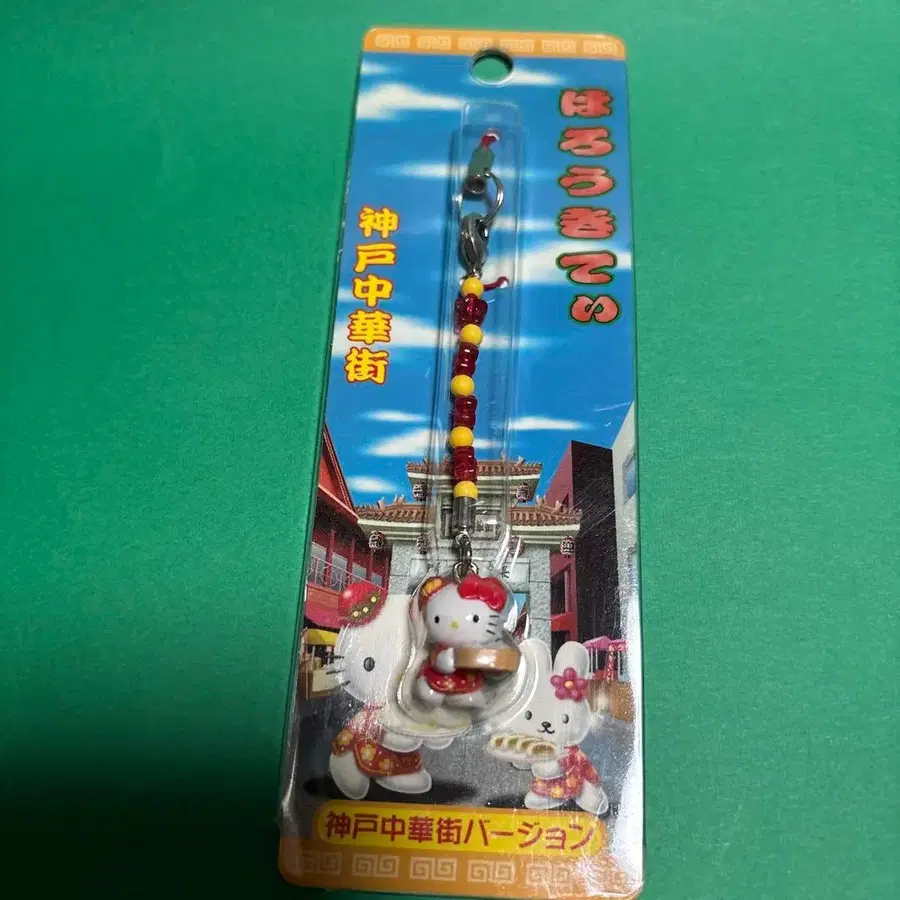 はろう きてぃ
神戸中華街
神戸中華街バージョン